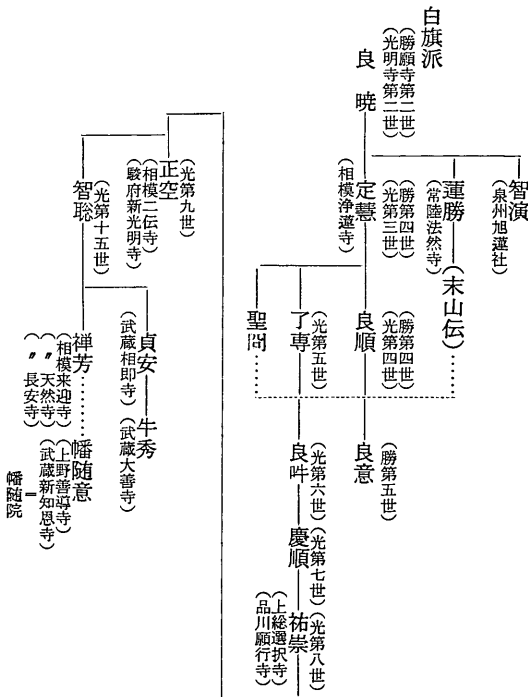 白旗派
(勝願寺第二世)
(光明寺第二世)
良暁
智演
(泉州旭蓮社)
蓮勝
(常陸法然寺)
(末山伝)
(勝第四世)
(光第三世)
定慧
(相模浄蓮寺)
(勝第四世)
(光第四世)
良順
(光第五世)
了専
聖冏
(勝第五世)
良意
(光第六世)
良吽
(光第七世)
慶順
(光第八世)
祐崇
(上総選択寺)
(品川願行寺)
(光第九世)
正空
(相模二伝寺)
(駿府新光明寺)
(光第十五世)
智聡
貞安
(武蔵相即寺)
牛秀
(武蔵大善寺)
禅芳
(相模来迎寺)
(〃天然寺)
(〃長安寺)
幡随意
(上野善導寺)
(武蔵新知恩寺)
=
幡随院